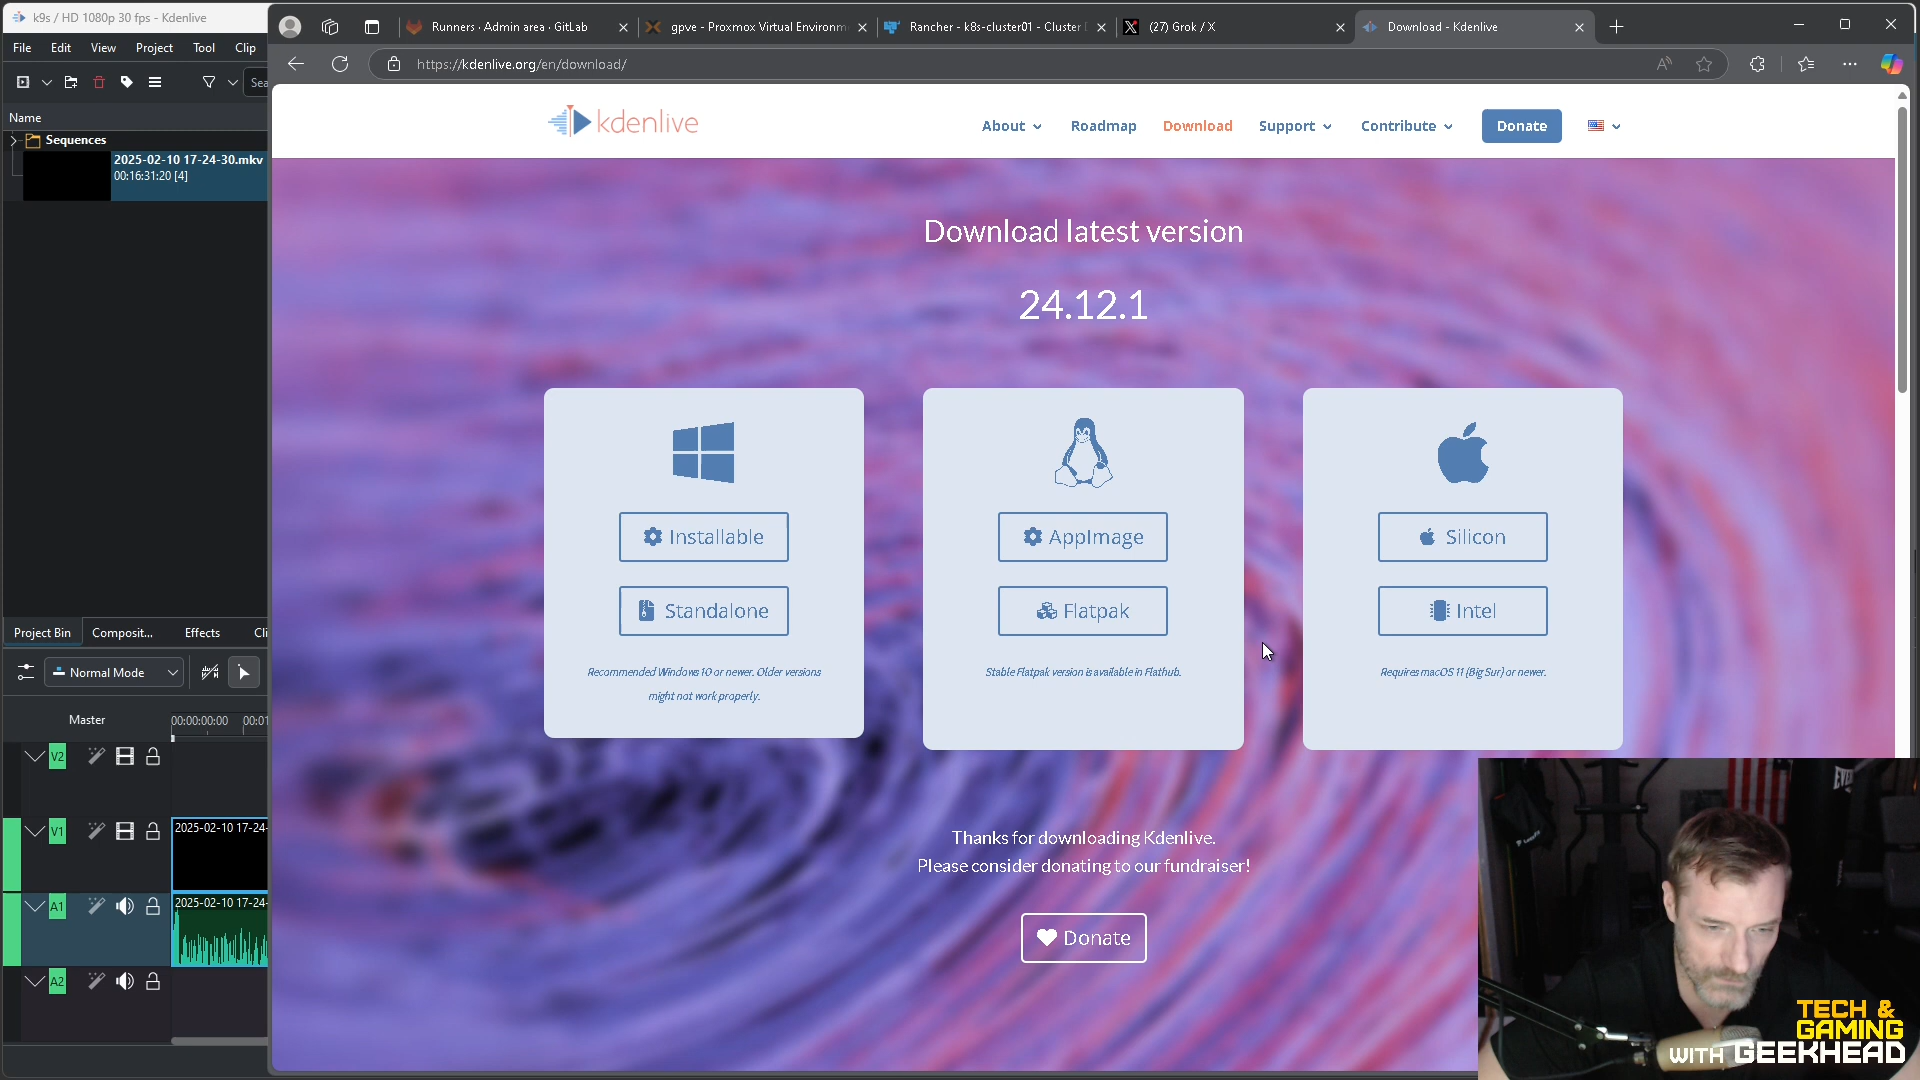 k9s / HD 1080p 30 fps - Kdenlive
File Edit View Project Tool Clip
Sea
Name
Sequences
2025-02-10 17-24-30.mkv
00:16:31:20 [4]
Project Bin Composit... Effects Cli
Normal Mode
Master
00:00:00:00 00:01
V2
V1
2025-02-10 17-24-
A1
2025-02-10 17-24-
A2
Runners · Admin area · GitLab
gpve - Proxmox Virtual Environm
Rancher - k8s-cluster01 - Cluster
(27) Grok / X
Download - Kdenlive
https://kdenlive.org/en/download/
kdenlive
About Roadmap Download Support Contribute Donate
Download latest version
24.12.1
Installable
Standalone
Recommended Windows 10 or newer. Older versions
might not work properly.
AppImage
Flatpak
Stable Flatpak version is available in Flathub.
Silicon
Intel
Requires macOS 11 (Big Sur) or newer.
Thanks for downloading Kdenlive.
Please consider donating to our fundraiser!
Donate
TECH &
GAMING
WITH GEEKHEAD